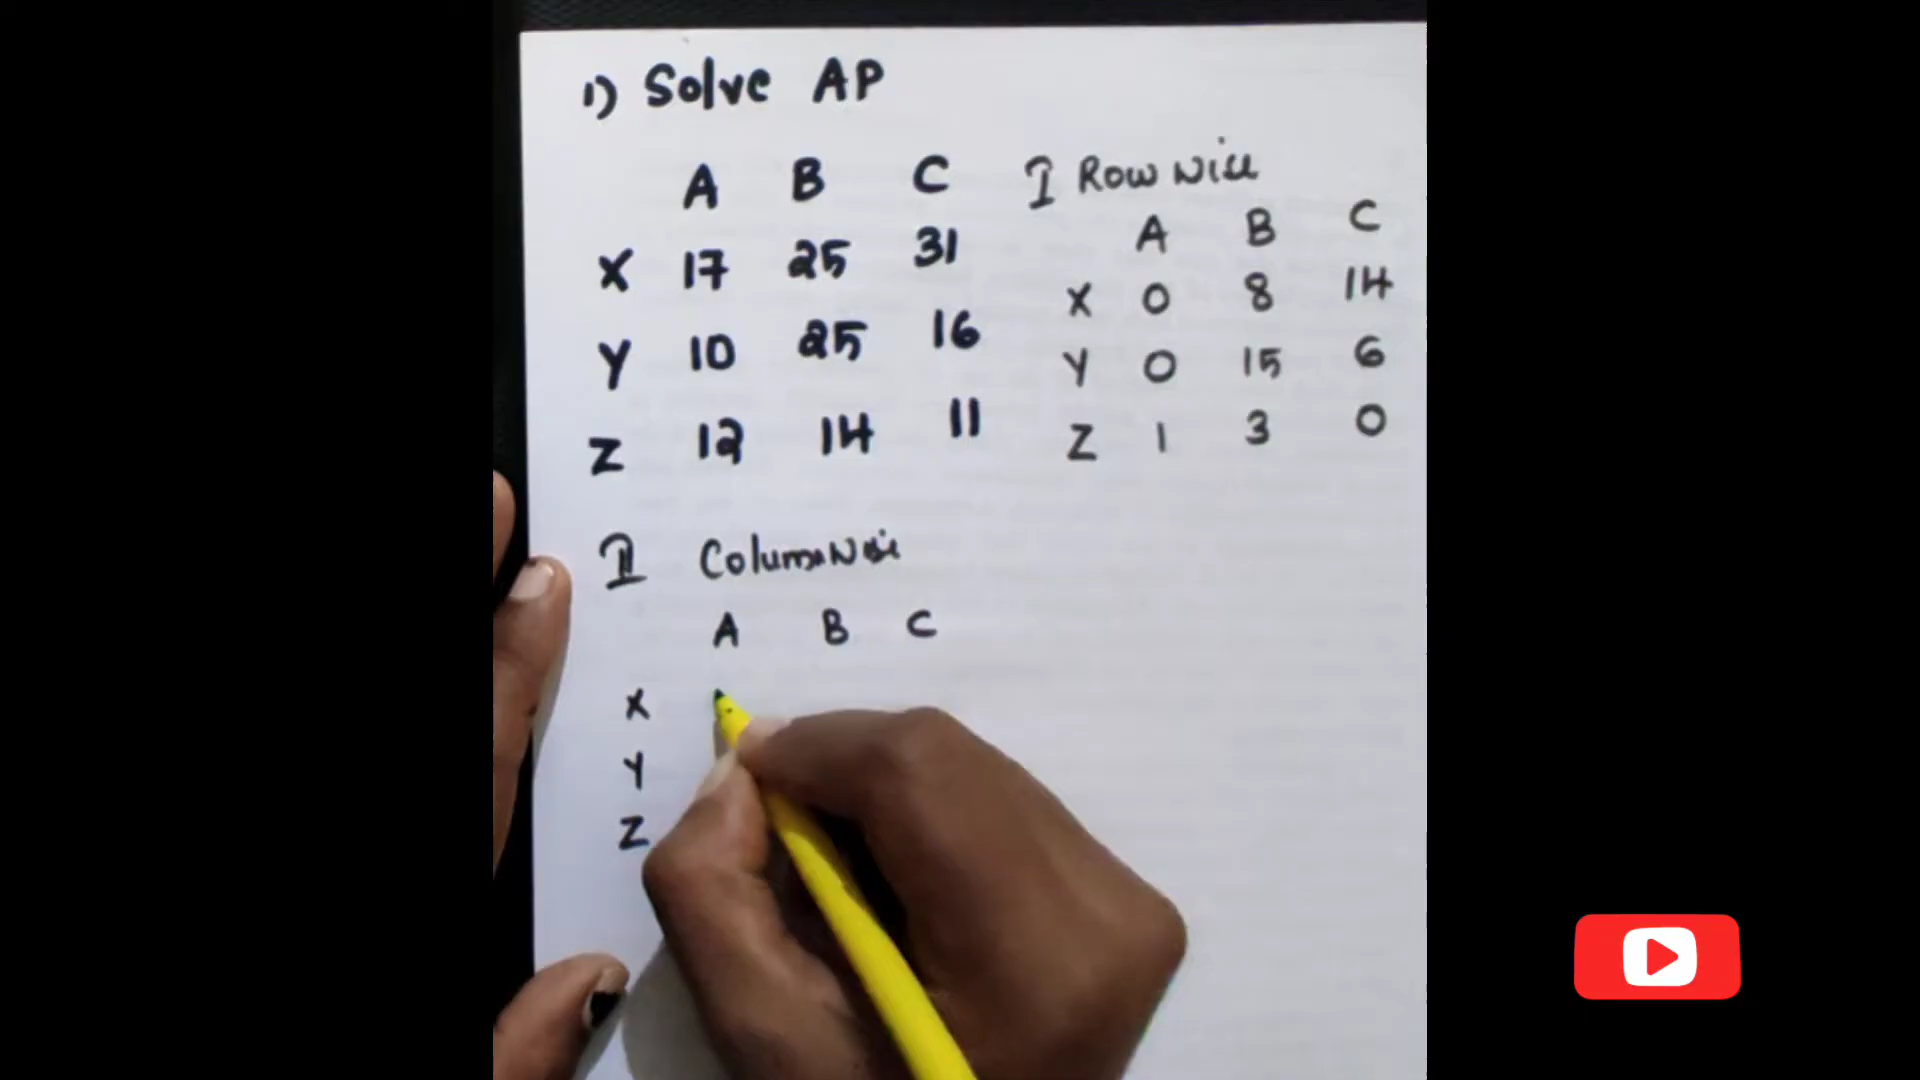 1) Solve AP
A B C
X 17 25 31
Y 10 25 16
Z 12 14 11
I Row wise
A B C
X 0 8 14
Y 0 15 6
Z 1 3 0
II Columnwise
A B C
X
Y
Z